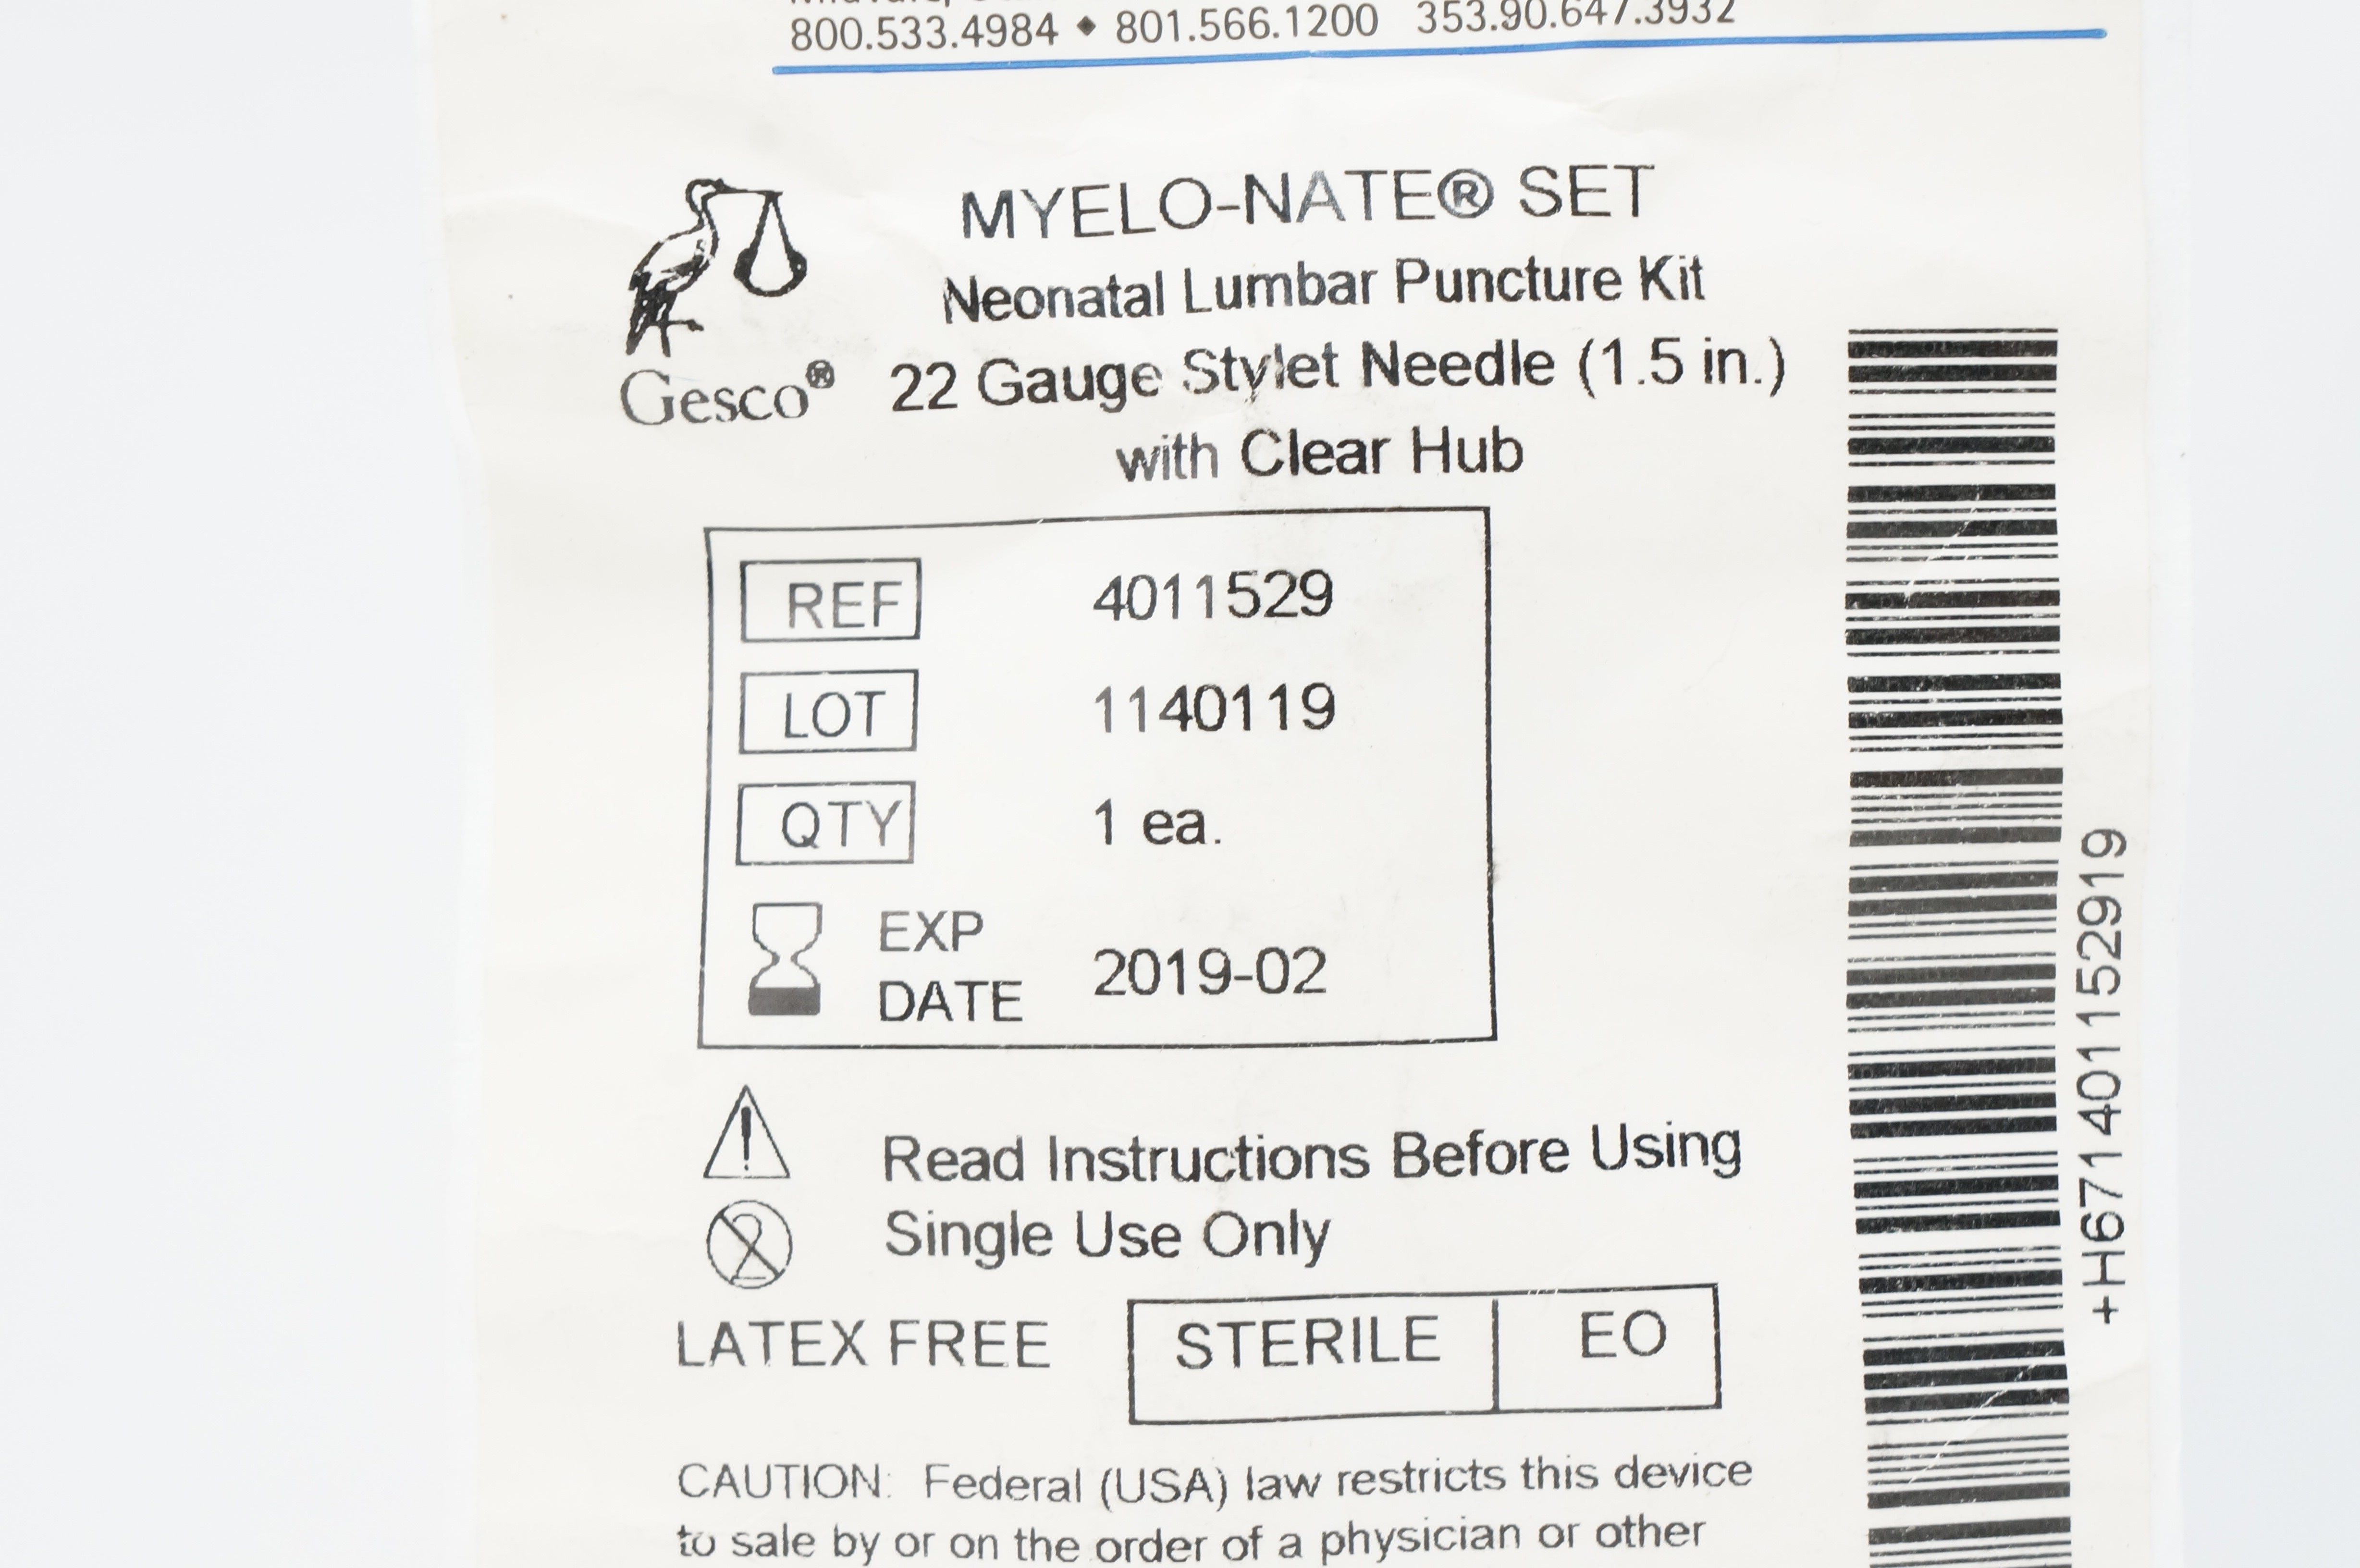 800.533.4984 ◆ 801.566.1200 353.90.647.3932
MYELO-NATE® SET
Neonatal Lumbar Puncture Kit
Gesco® 22 Gauge Stylet Needle (1.5 in.)
with Clear Hub
REF 4011529
LOT 1140119
QTY 1 ea.
EXP
DATE 2019-02
Read Instructions Before Using
2 Single Use Only
LATEX FREE STERILE EO
CAUTION: Federal (USA) law restricts this device
to sale by or on the order of a physician or other
+H6714011152919